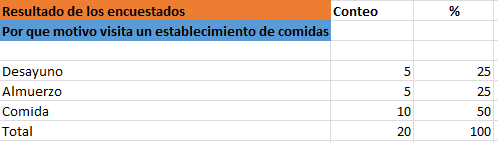 Resultado de los encuestados Conteo %
Por que motivo visita un establecimiento de comidas
Desayuno 5 25
Almuerzo 5 25
Comida 10 50
Total 20 100